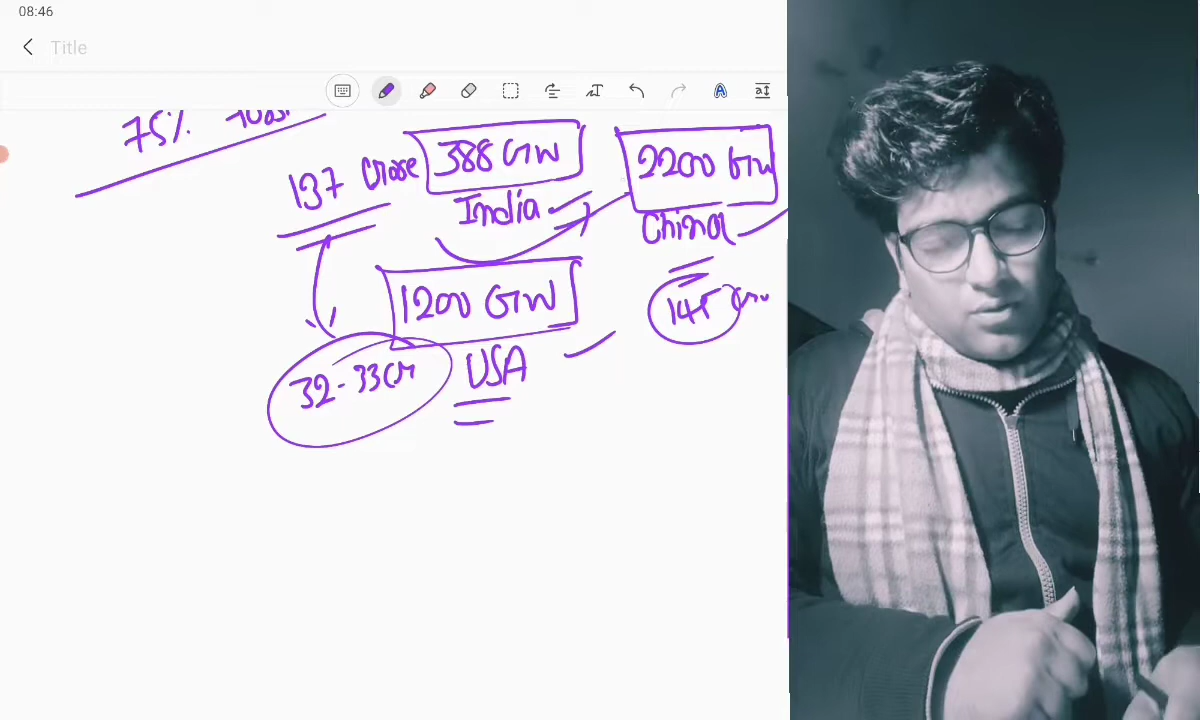 08:46
Title
75%
137 Crore 388 GW 2200 GW
India China
1200 GW 145
32-33 Cr USA